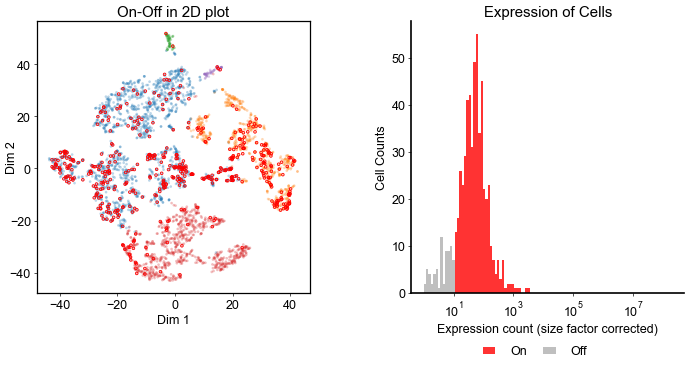 On-Off in 2D plot
Dim 2
40
20
0
−20
−40
−40 −20 0 20 40
Dim 1
Expression of Cells
Cell Counts
50
40
30
20
10
0
10^1 10^3 10^5 10^7
Expression count (size factor corrected)
On Off